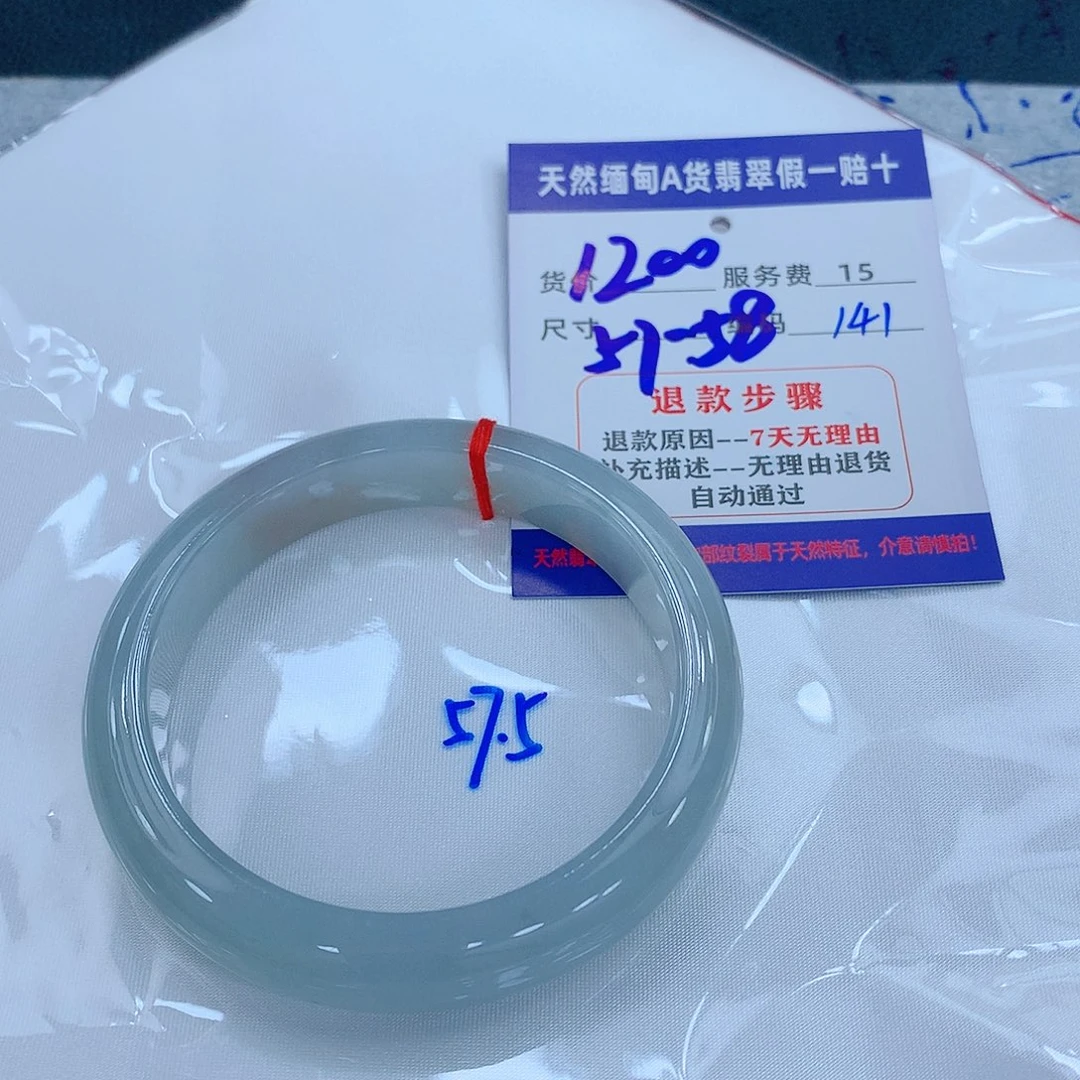 天然缅甸A货翡翠假一赔十
货价 1200 服务费 15
尺寸 57-58 编码 141
退款步骤
退款原因--7天无理由
补充描述--无理由退货
自动通过
天然翡 部纹裂属于天然特征，介意请慎拍！
57.5